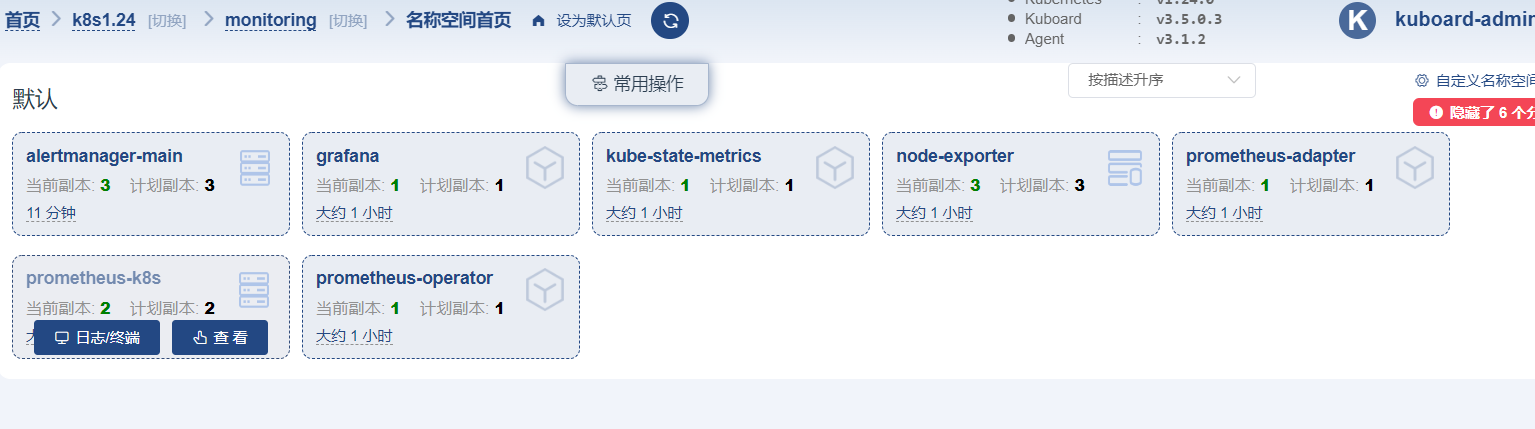 首页 k8s1.24 [切换] monitoring [切换] 名称空间首页 设为默认页
Kubernetes :
Kuboard : v3.5.0.3
Agent : v3.1.2
K kuboard-admin
常用操作
按描述升序
自定义名称空间
默认
隐藏了 6 个
alertmanager-main
当前副本: 3 计划副本: 3
11 分钟
grafana
当前副本: 1 计划副本: 1
大约 1 小时
kube-state-metrics
当前副本: 1 计划副本: 1
大约 1 小时
node-exporter
当前副本: 3 计划副本: 3
大约 1 小时
prometheus-adapter
当前副本: 1 计划副本: 1
大约 1 小时
prometheus-k8s
当前副本: 2 计划副本: 2
日志/终端 查 看
prometheus-operator
当前副本: 1 计划副本: 1
大约 1 小时